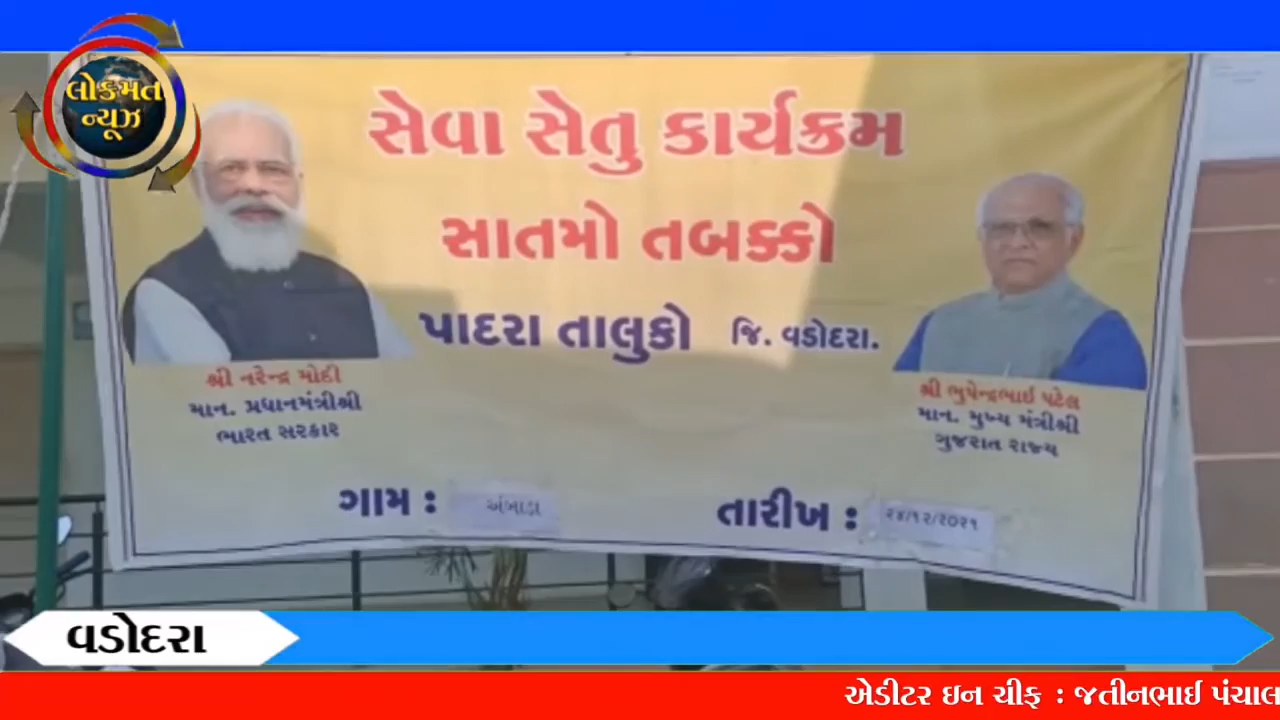 લોકમત
ન્યૂઝ
સેવા સેતુ કાર્યક્રમ
સાતમો તબક્કો
પાદરા તાલુકો જિ. વડોદરા.
શ્રી નરેન્દ્ર મોદી
માન. પ્રધાનમંત્રીશ્રી
ભારત સરકાર
શ્રી ભુપેન્દ્રભાઇ પટેલ
માન. મુખ્ય મંત્રીશ્રી
ગુજરાત રાજ્ય
ગામ : અંબાડા
તારીખ : ૨૪/૧૨/૨૦૨૧
વડોદરા
એડીટર ઇન ચીફ : જતીનભાઈ પંચાલ